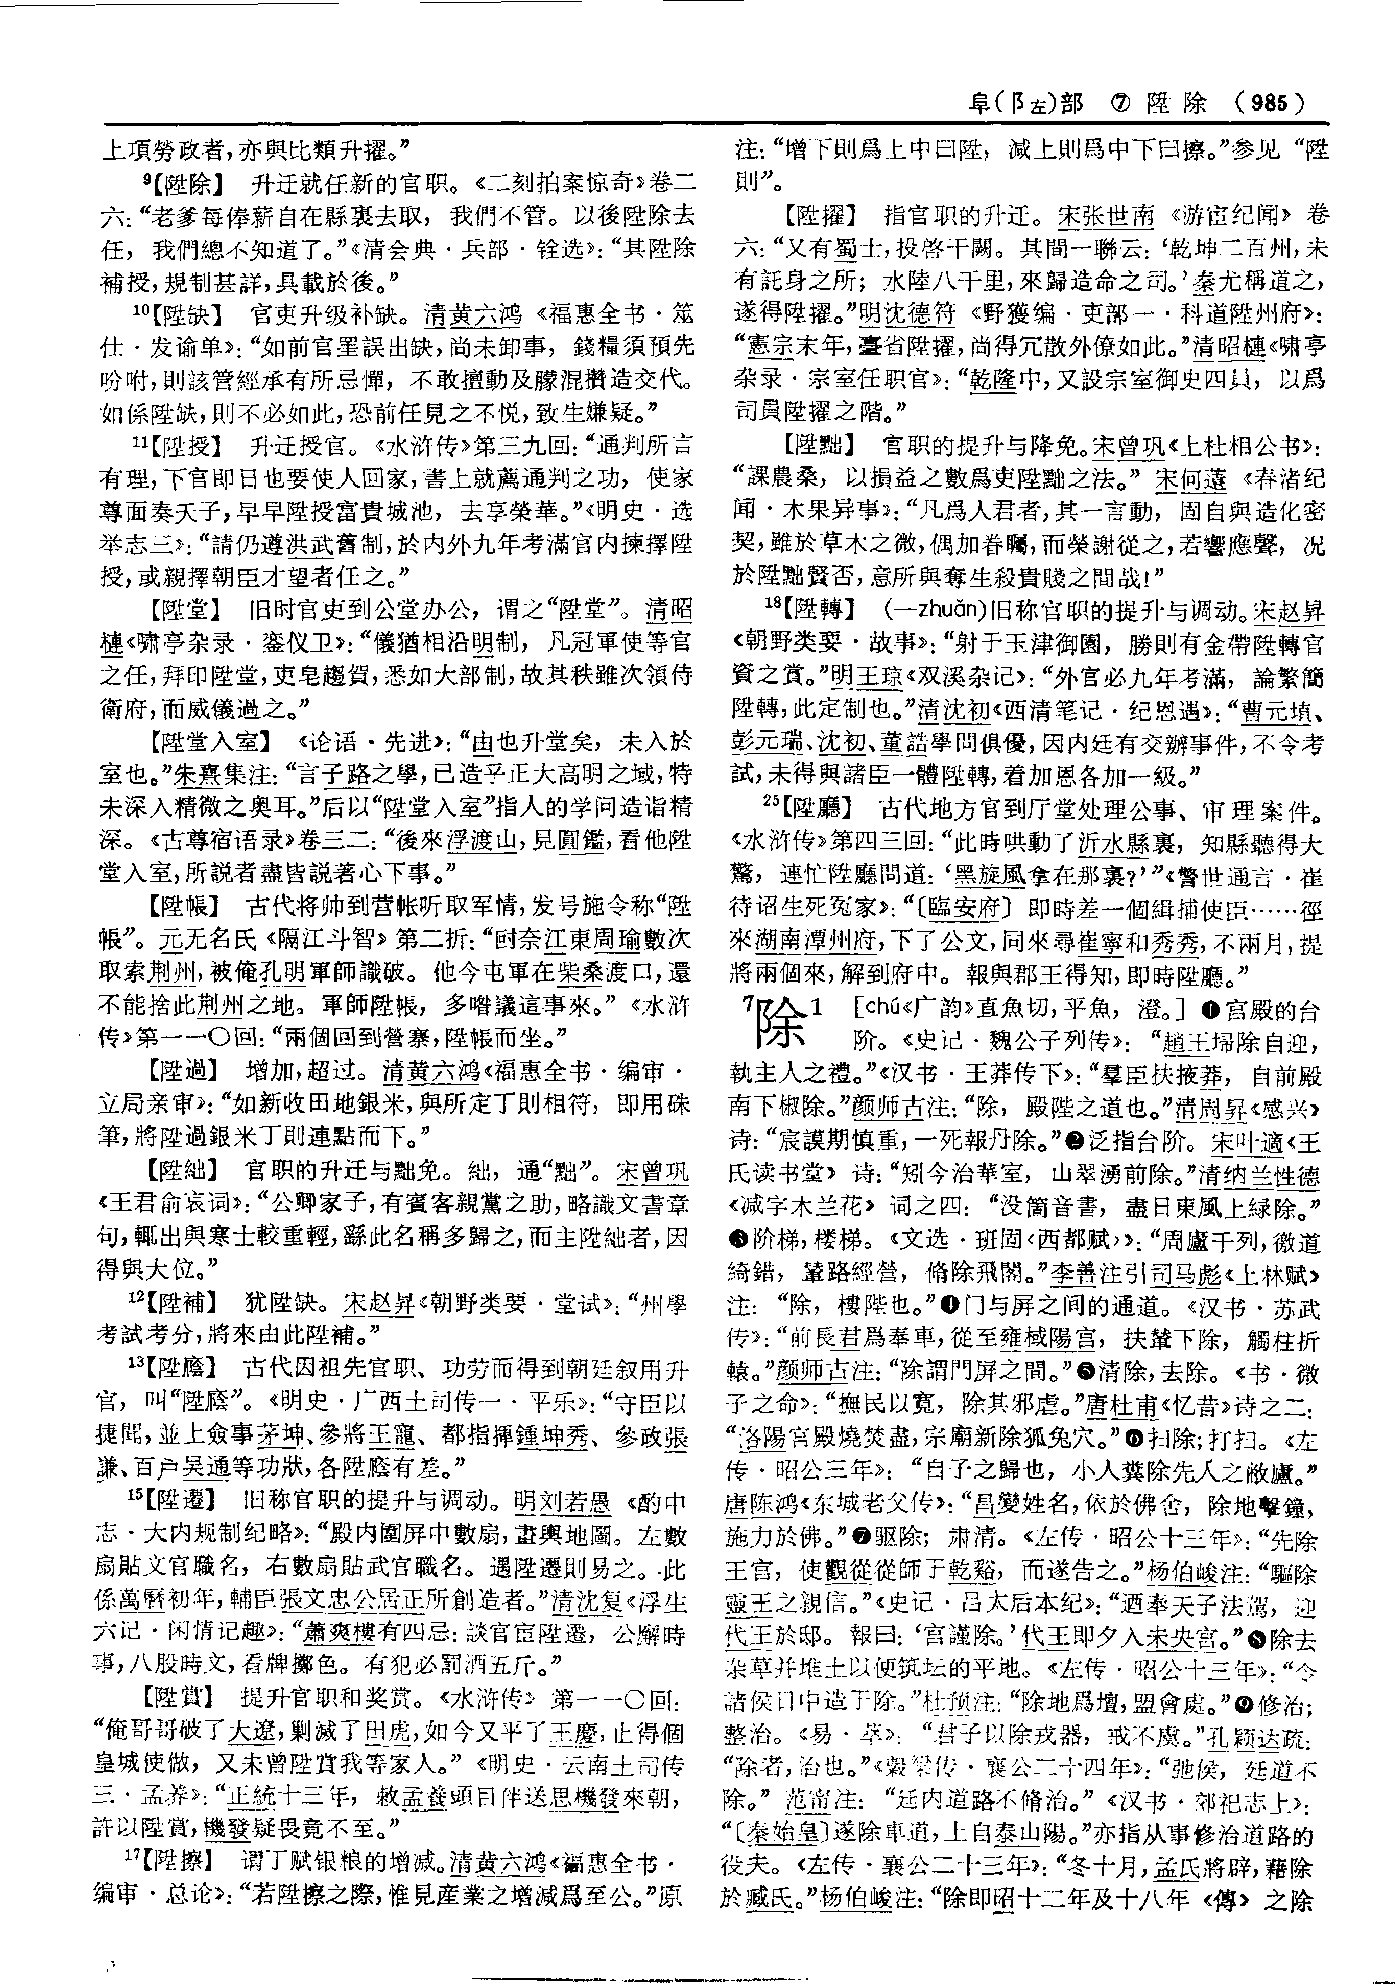 阜(阝左)部　⑦　陞 除　(985)
上項勞政者,亦與比類升擢。”
⁹【陞除】　升迁就任新的官职。《二刻拍案惊奇》卷二
六:“老爹每俸薪自在縣裏去取，我們不管。以後陞除去
任，我們總不知道了。”《清会典·兵部·铨选》:“其陞除
補授,規制甚詳,具載於後。”
¹⁰【陞缺】　官吏升级补缺。清黄六鸿《福惠全书·筮
仕·发谕单》:“如前官罣誤出缺,尚未卸事，錢糧須預先
吩咐,則該管經承有所忌憚，不敢擅動及朦混攢造交代。
如係陞缺,則不必如此,恐前任見之不悦,致生嫌疑。”
¹¹【陞授】　升迁授官。《水浒传》第三九回:“通判所言
有理,下官即日也要使人回家,書上就薦通判之功，使家
尊面奏天子,早早陞授富貴城池，去享榮華。”《明史·选
举志三》:“請仍遵洪武舊制,於内外九年考滿官内揀擇陞
授,或親擇朝臣才望者任之。”
【陞堂】　旧时官吏到公堂办公，谓之“陞堂”。清昭
槤《啸亭杂录·銮仪卫》:“儀猶相沿明制，凡冠軍使等官
之任,拜印陞堂,吏皂趨賀,悉如大部制,故其秩雖次領侍
衛府,而威儀過之。”
【陞堂入室】　《论语·先进》:“由也升堂矣，未入於
室也。”朱熹集注:“言子路之學,已造乎正大高明之域,特
未深入精微之奥耳。”后以“陞堂入室”指人的学问造诣精
深。《古尊宿语录》卷三二:“後來浮渡山,見圓鑑,看他陞
堂入室,所説者盡皆説著心下事。”
【陞帳】　古代将帅到营帐听取军情,发号施令称“陞
帳”。元无名氏《隔江斗智》第二折:“時奈江東周瑜數次
取索荆州,被俺孔明軍師識破。他今屯軍在柴桑渡口,還
不能捨此荆州之地。軍師陞帳，多喒議這事來。”《水浒
传》第一一〇回:“兩個回到營寨,陞帳而坐。”
【陞過】　增加,超过。清黄六鸿《福惠全书·编审·
立局亲审》:“如新收田地銀米,與所定丁則相符，即用硃
筆,將陞過銀米丁則連點而下。”
【陞絀】　官职的升迁与黜免。絀，通“黜”。宋曾巩
《王君俞哀词》:“公卿家子,有賓客親黨之助,略識文書章
句,輒出與寒士較重輕,繇此名稱多歸之,而主陞絀者,因
得與大位。”
¹²【陞補】　犹陞缺。宋赵昇《朝野类要·堂试》:“州學
考試考分,將來由此陞補。”
¹³【陞廕】　古代因祖先官职、功劳而得到朝廷叙用升
官，叫“陞廕”。《明史·广西土司传一·平乐》:“守臣以
捷聞,並上僉事茅坤、參將王寵、都指揮鍾坤秀、參政張
謙、百户吴通等功狀,各陞廕有差。”
¹⁵【陞遷】　旧称官职的提升与调动。明刘若愚《酌中
志·大内规制纪略》:“殿内圍屏中數扇,畫輿地圖。左數
扇貼文官職名，右數扇貼武官職名。遇陞遷則易之。此
係萬曆初年,輔臣張文忠公居正所創造者。”清沈复《浮生
六记·闲情记趣》:“蕭爽樓有四忌:談官宦陞遷，公廨時
事,八股時文,看牌擲色。有犯必罰酒五斤。”
【陞賞】　提升官职和奖赏。《水浒传》第一一〇回:
“俺哥哥破了大遼,剿滅了田虎,如今又平了王慶,止得個
皇城使做，又未曾陞賞我等家人。”《明史·云南土司传
三·孟养》:“正統十三年，敕孟養頭目伴送思機發來朝，
許以陞賞,機發疑畏竟不至。”
¹⁷【陞擦】　谓丁赋银粮的增减。清黄六鸿《福惠全书·
编审·总论》:“若陞擦之際,惟見産業之增減爲至公。”原
注:“增下則爲上中曰陞，減上則爲中下曰擦。”参见“陞
則”。
【陞擢】　指官职的升迁。宋张世南《游宦纪闻》卷
六:“又有蜀士,投啓干闕。其間一聯云:‘乾坤二百州,未
有託身之所；水陸八千里,來歸造命之司。’秦尤稱道之，
遂得陞擢。”明沈德符《野獲编·吏部一·科道陞州府》:
“憲宗末年,臺省陞擢,尚得冗散外僚如此。”清昭槤《啸亭
杂录·宗室任职官》:“乾隆中,又設宗室御史四員，以爲
司員陞擢之階。”
【陞黜】　官职的提升与降免。宋曾巩《上杜相公书》:
“課農桑，以損益之數爲吏陞黜之法。”宋何薳《春渚纪
闻·木果异事》:“凡爲人君者,其一言動，固自與造化密
契,雖於草木之微,偶加眷矚,而榮謝從之,若響應聲，况
於陞黜賢否,意所與奪生殺貴賤之間哉!”
¹⁸【陞轉】　(—zhuǎn)旧称官职的提升与调动。宋赵昇
《朝野类要·故事》:“射于玉津御園，勝則有金帶陞轉官
資之賞。”明王琼《双溪杂记》:“外官必九年考滿，論繁簡
陞轉,此定制也。”清沈初《西清笔记·纪恩遇》:“曹元埴、
彭元瑞、沈初、董誥學問俱優,因内廷有交辦事件,不令考
試,未得與諸臣一體陞轉,着加恩各加一級。”
²⁵【陞廳】　古代地方官到厅堂处理公事、审理案件。
《水浒传》第四三回:“此時哄動了沂水縣裏，知縣聽得大
驚，連忙陞廳問道:‘黑旋風拿在那裏?’”《警世通言·崔
待诏生死冤家》:“〔臨安府〕即時差一個緝捕使臣……徑
來湖南潭州府,下了公文,同來尋崔寧和秀秀,不兩月,捉
將兩個來,解到府中。報與郡王得知,即時陞廳。”
⁷除¹　[chú《广韵》直魚切,平魚，澄。]❶宫殿的台
阶。《史记·魏公子列传》:“趙王埽除自迎，
執主人之禮。”《汉书·王莽传下》:“羣臣扶掖莽，自前殿
南下椒除。”颜师古注:“除，殿陛之道也。”清周昇《感兴》
诗:“宸謨期慎重,一死報丹除。”❷泛指台阶。宋叶適《王
氏读书堂》诗:“矧今治華室，山翠湧前除。”清纳兰性德
《减字木兰花》词之四:“没箇音書，盡日東風上緑除。”
❸阶梯,楼梯。《文选·班固〈西都赋〉》:“周廬千列,徼道
綺錯，輦路經營，脩除飛閣。”李善注引司马彪《上林赋》
注:“除，樓陛也。”❹门与屏之间的通道。《汉书·苏武
传》:“前長君爲奉車,從至雍棫陽宫，扶輦下除，觸柱折
轅。”颜师古注:“除謂門屏之間。”❺清除,去除。《书·微
子之命》:“撫民以寬，除其邪虐。”唐杜甫《忆昔》诗之二:
“洛陽宫殿燒焚盡,宗廟新除狐兔穴。”❻扫除;打扫。《左
传·昭公三年》:“自子之歸也，小人糞除先人之敝廬。”
唐陈鸿《东城老父传》:“昌變姓名,依於佛舍，除地擊鐘，
施力於佛。”❼驱除；肃清。《左传·昭公十三年》:“先除
王宫，使觀從從師于乾谿，而遂告之。”杨伯峻注:“驅除
靈王之親信。”《史记·吕太后本纪》:“迺奉天子法駕，迎
代王於邸。報曰:‘宫謹除。’代王即夕入未央宫。”❽除去
杂草并堆土以便筑坛的平地。《左传·昭公十三年》:“令
諸侯日中造于除。”杜预注:“除地爲壇,盟會處。”❾修治；
整治。《易·萃》:“君子以除戎器，戒不虞。”孔颖达疏:
“除者,治也。”《穀梁传·襄公二十四年》:“弛侯，廷道不
除。”范甯注:“廷内道路不脩治。”《汉书·郊祀志上》:
“〔秦始皇〕遂除車道,上自泰山陽。”亦指从事修治道路的
役夫。《左传·襄公二十三年》:“冬十月,孟氏將辟,藉除
於臧氏。”杨伯峻注:“除即昭十二年及十八年《傳》之除